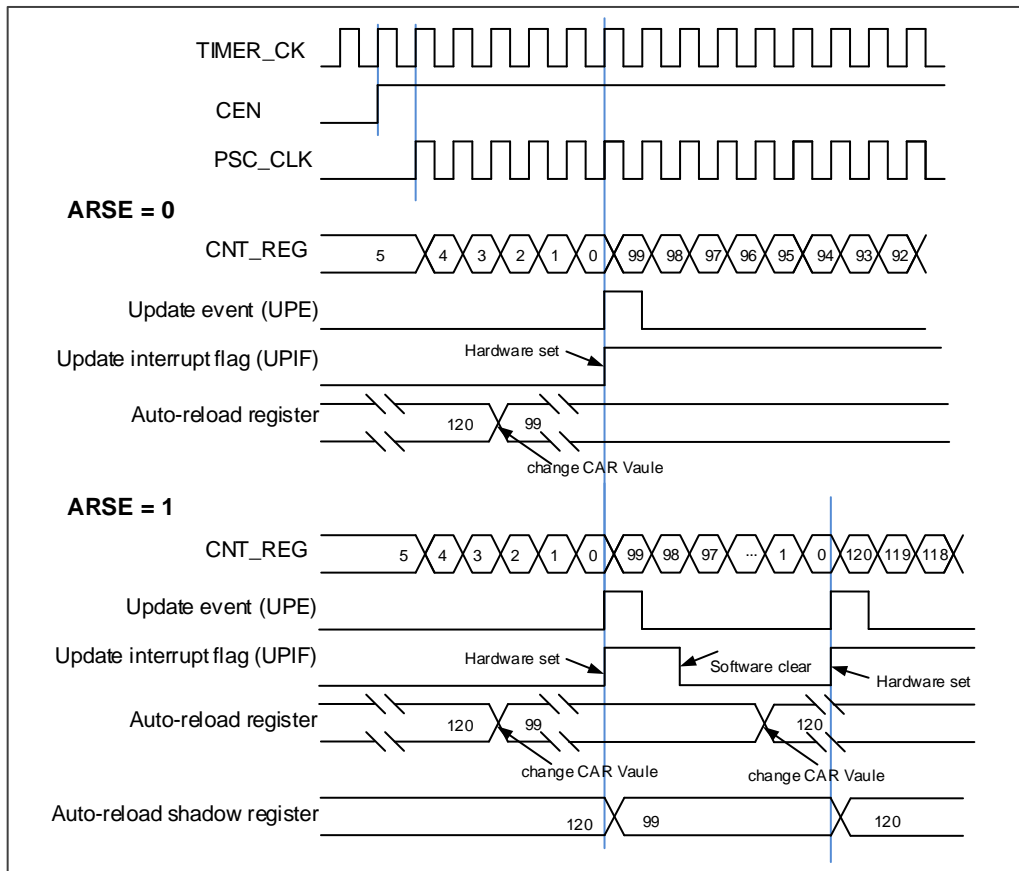 TIMER_CK
CEN
PSC_CLK
ARSE = 0
CNT_REG 5 4 3 2 1 0 99 98 97 96 95 94 93 92
Update event (UPE)
Update interrupt flag (UPIF) Hardware set
Auto-reload register 120 99
change CAR Vaule
ARSE = 1
CNT_REG 5 4 3 2 1 0 99 98 97 ... 1 0 120 119 118
Update event (UPE)
Update interrupt flag (UPIF) Hardware set Software clear Hardware set
Auto-reload register 120 99 120
change CAR Vaule change CAR Vaule
Auto-reload shadow register 120 99 120